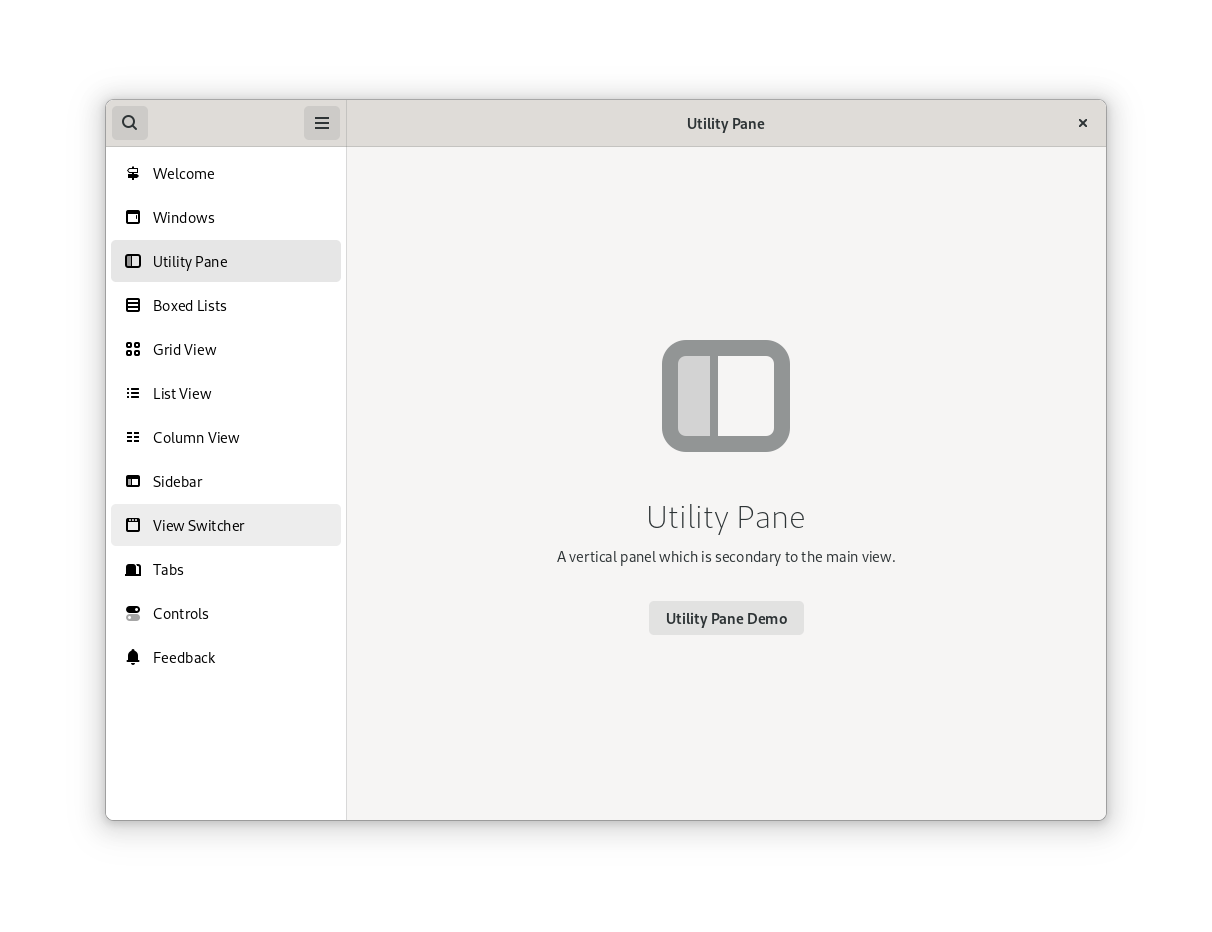 Utility Pane
Welcome
Windows
Utility Pane
Boxed Lists
Grid View
List View
Column View
Sidebar
View Switcher
Tabs
Controls
Feedback
Utility Pane
A vertical panel which is secondary to the main view.
Utility Pane Demo